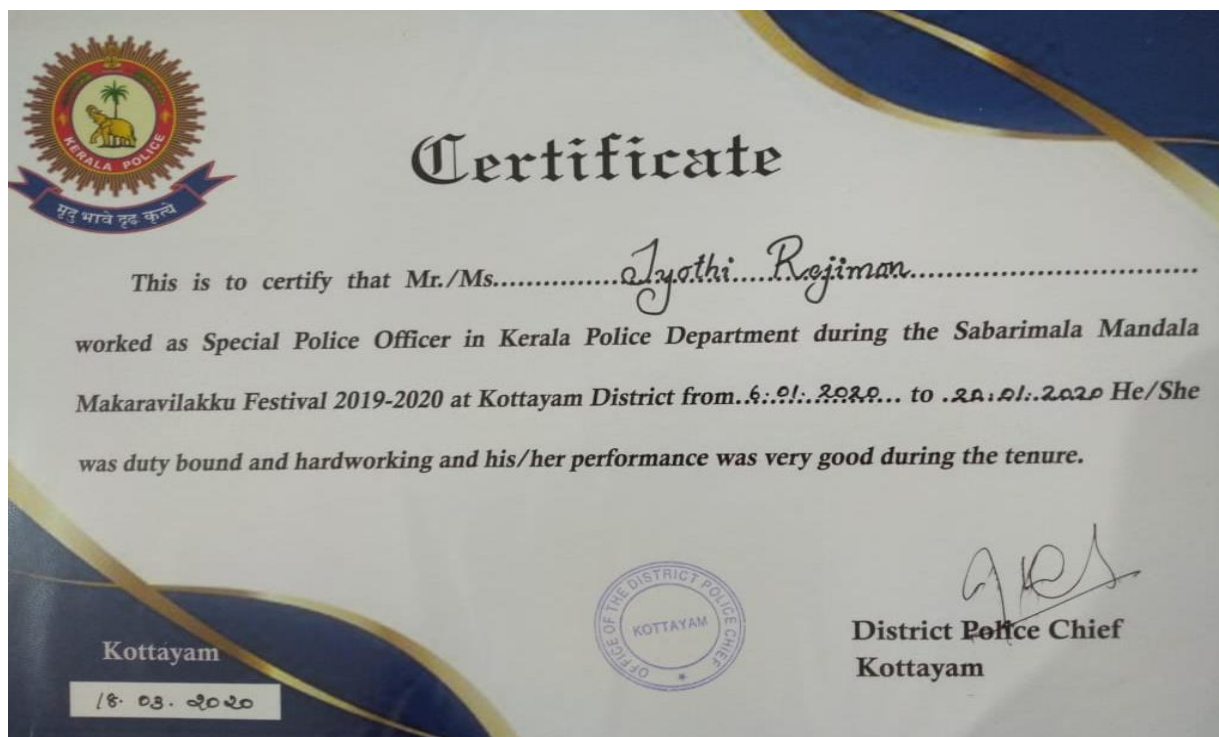 KERALA POLICE
मृदु भावे दृढ कृत्ये
Certificate
This is to certify that Mr./Ms..............Jyothi Rejimon................................
worked as Special Police Officer in Kerala Police Department during the Sabarimala Mandala
Makaravilakku Festival 2019-2020 at Kottayam District from..6:.01:.2020... to .20:01:.2020 He/She
was duty bound and hardworking and his/her performance was very good during the tenure.
OFFICE OF THE DISTRICT POLICE CHIEF
KOTTAYAM
District Police Chief
Kottayam
Kottayam
18. 03. 2020